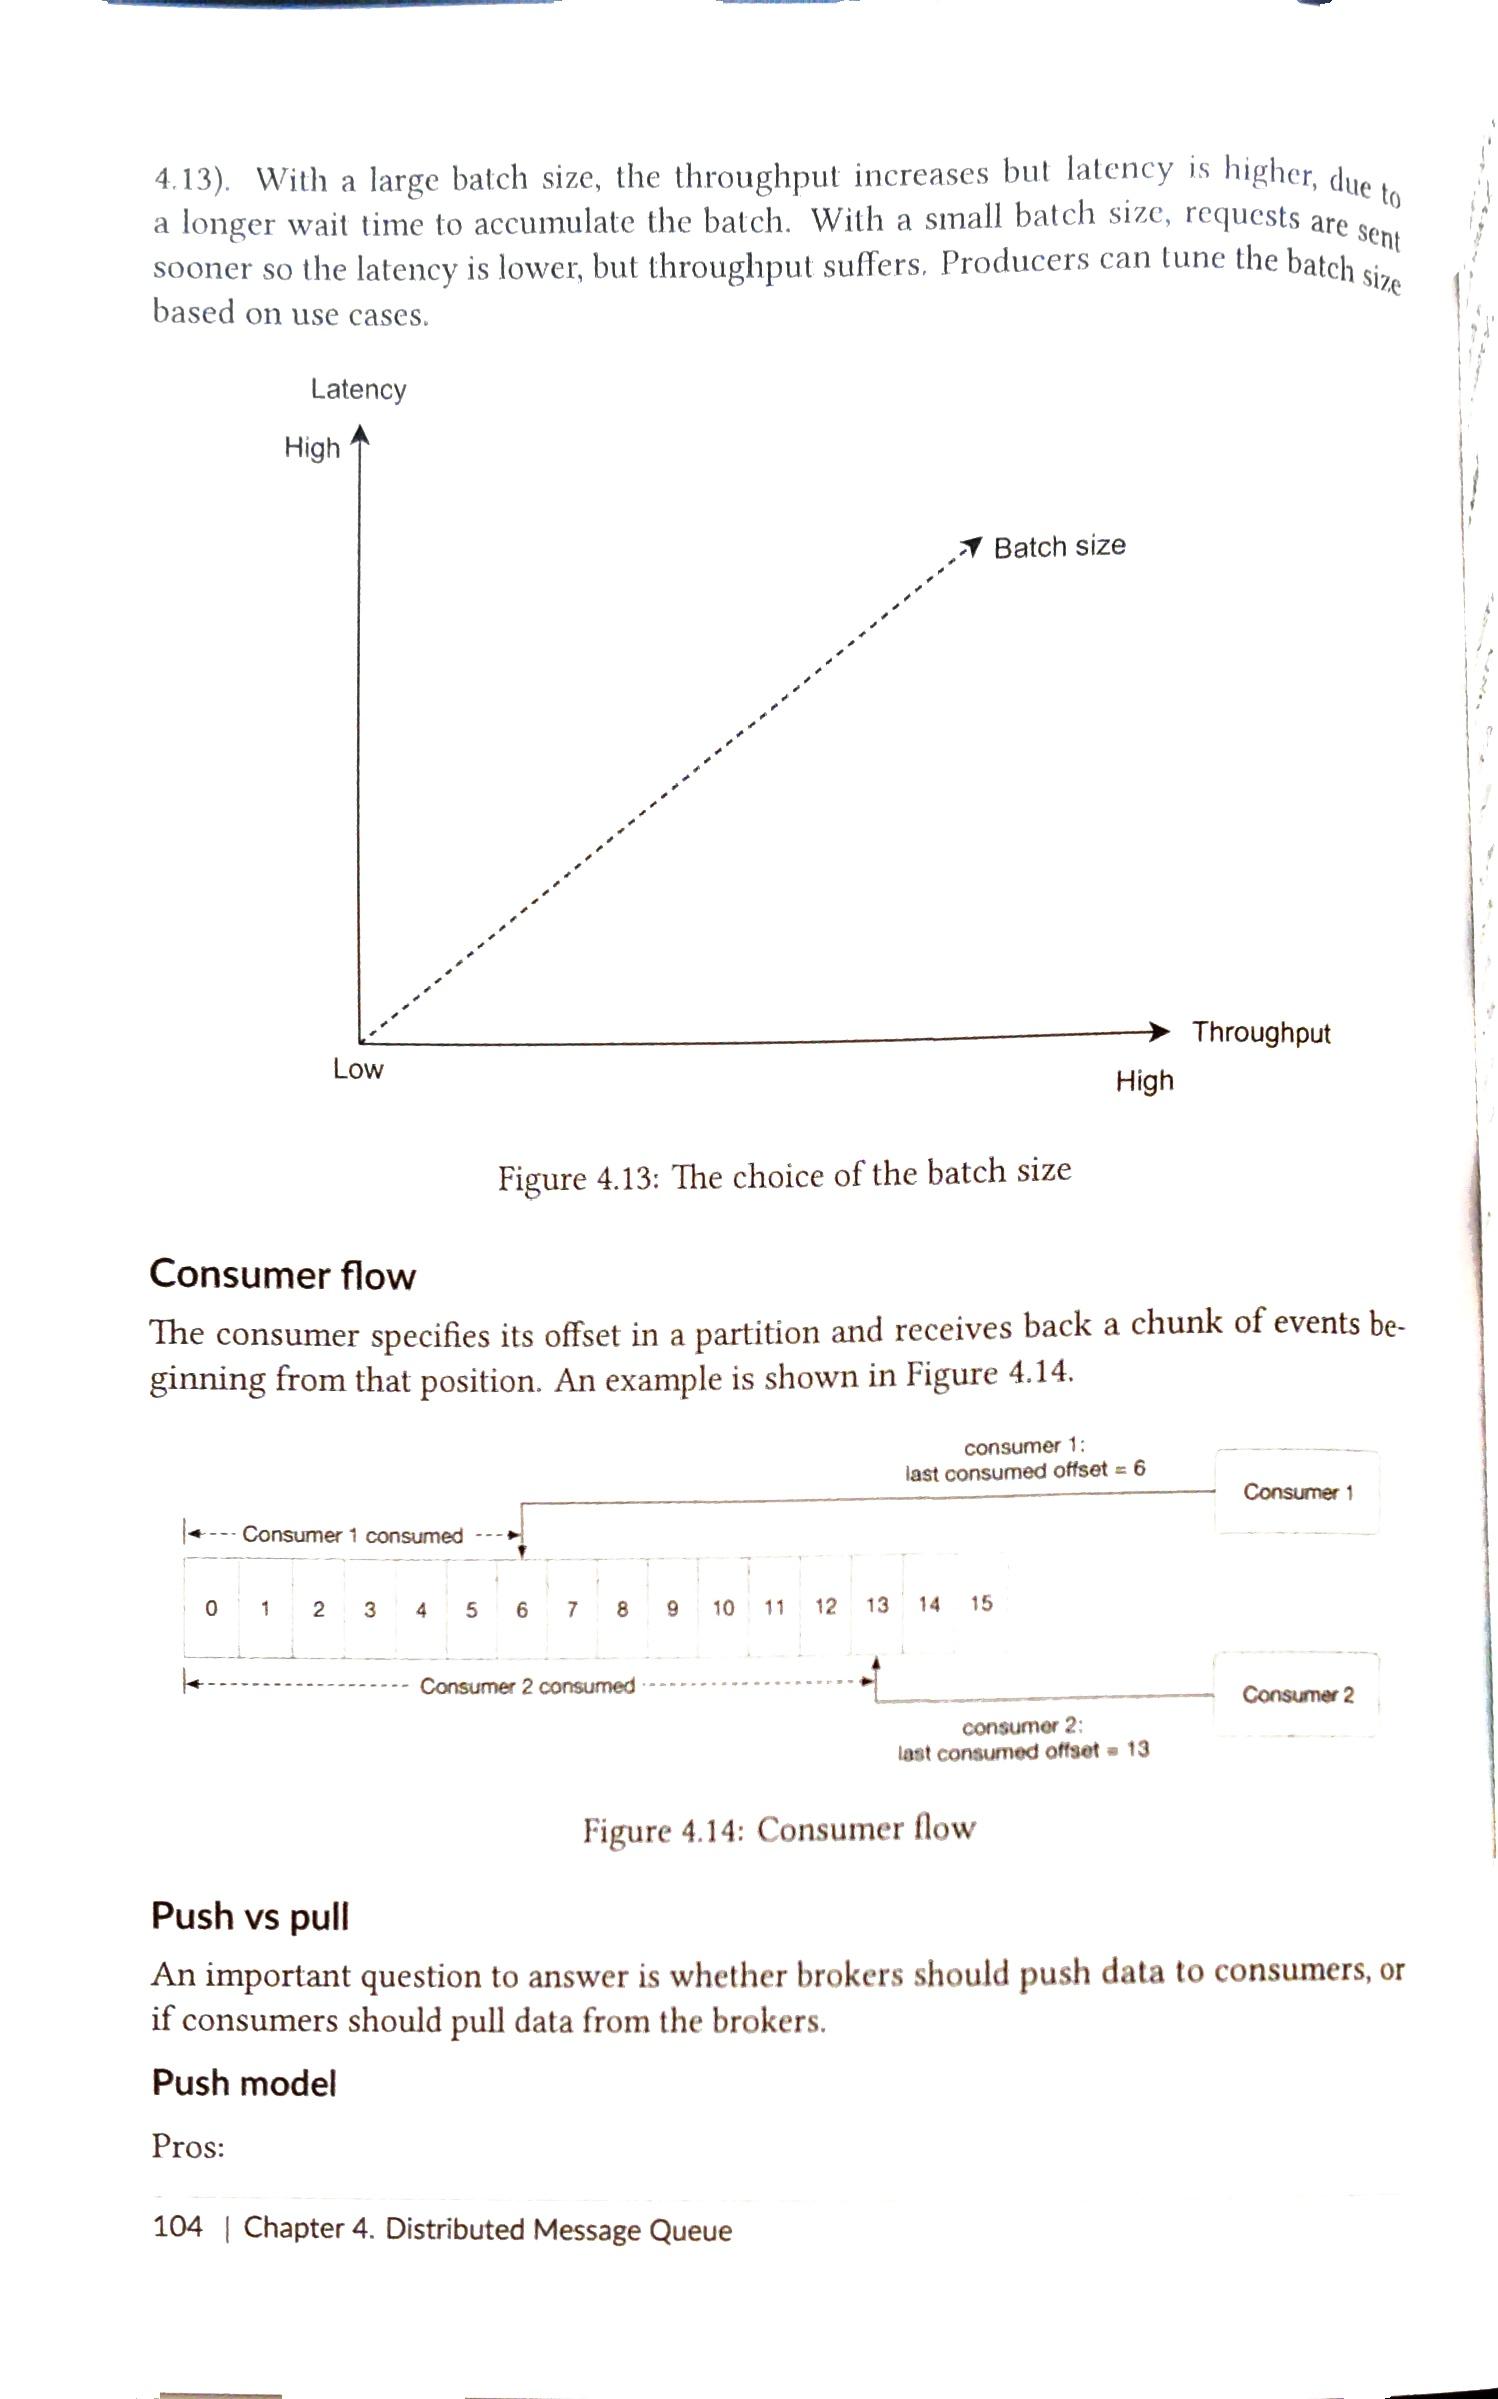 4.13). With a large batch size, the throughput increases but latency is higher, due to
a longer wait time to accumulate the batch. With a small batch size, requests are sent
sooner so the latency is lower, but throughput suffers. Producers can tune the batch size
based on use cases.
Latency
High
Batch size
Throughput
Low
High
Figure 4.13: The choice of the batch size
Consumer flow
The consumer specifies its offset in a partition and receives back a chunk of events be-
ginning from that position. An example is shown in Figure 4.14.
consumer 1:
last consumed offset = 6
Consumer 1
Consumer 1 consumed
0 1 2 3 4 5 6 7 8 9 10 11 12 13 14 15
Consumer 2 consumed
Consumer 2
consumer 2:
last consumed offset = 13
Figure 4.14: Consumer flow
Push vs pull
An important question to answer is whether brokers should push data to consumers, or
if consumers should pull data from the brokers.
Push model
Pros:
104 | Chapter 4. Distributed Message Queue